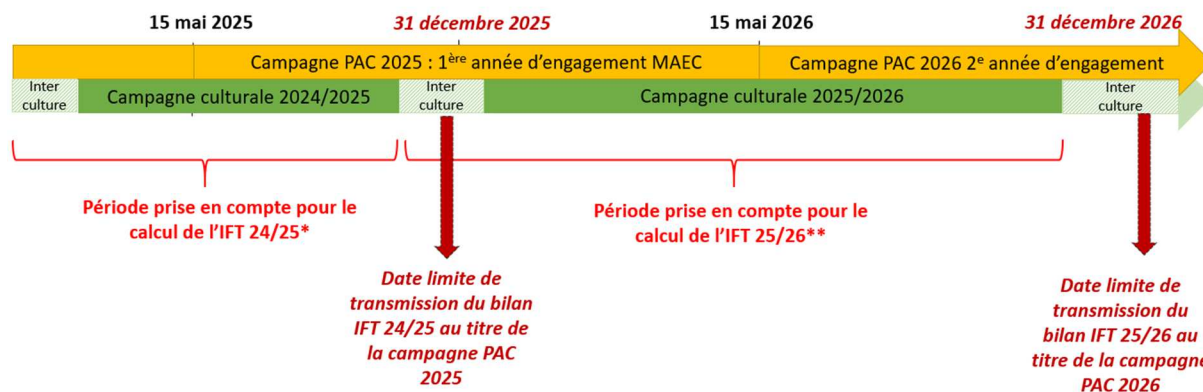 15 mai 2025
31 décembre 2025
15 mai 2026
31 décembre 2026
Campagne PAC 2025 : 1ère année d'engagement MAEC
Campagne PAC 2026 2e année d'engagement
Inter
culture
Campagne culturale 2024/2025
Inter
culture
Campagne culturale 2025/2026
Inter
culture
Période prise en compte pour le
calcul de l'IFT 24/25*
Période prise en compte pour le
calcul de l'IFT 25/26**
Date limite de
transmission du bilan
IFT 24/25 au titre de
la campagne PAC
2025
Date limite de
transmission du
bilan IFT 25/26 au
titre de la campagne
PAC 2026